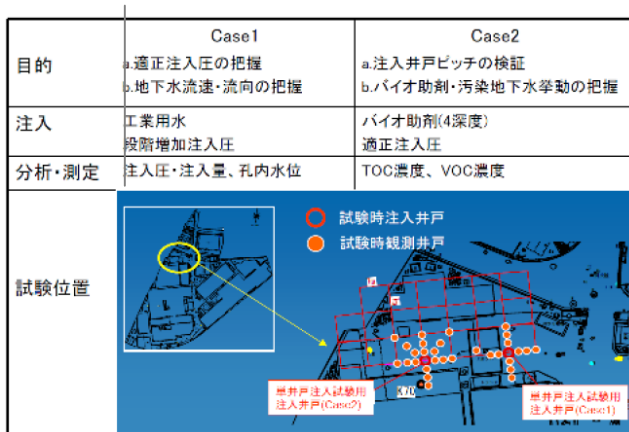 Case1 Case2
目的 a.適正注入圧の把握 a.注入井戸ピッチの検証
b.地下水流速・流向の把握 b.バイオ助剤・汚染地下水挙動の把握
注入 工業用水 バイオ助剤(4深度)
段階増加注入圧 適正注入圧
分析・測定 注入圧・注入量、孔内水位 TOC濃度、VOC濃度
試験位置
試験時注入井戸
試験時観測井戸
単井戸注入試験用
注入井戸(Case2)
K70
単井戸注入試験用
注入井戸(Case1)